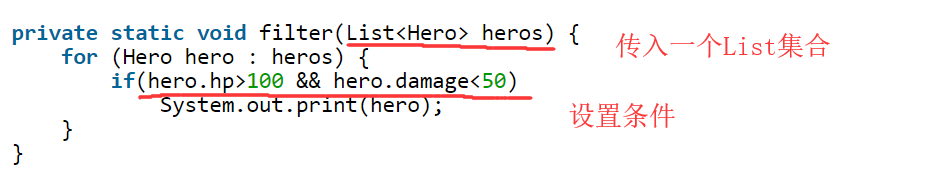 private static void filter(List<Hero> heros) {
传入一个List集合
for (Hero hero : heros) {
if(hero.hp>100 && hero.damage<50)
System.out.print(hero);
设置条件
}
}